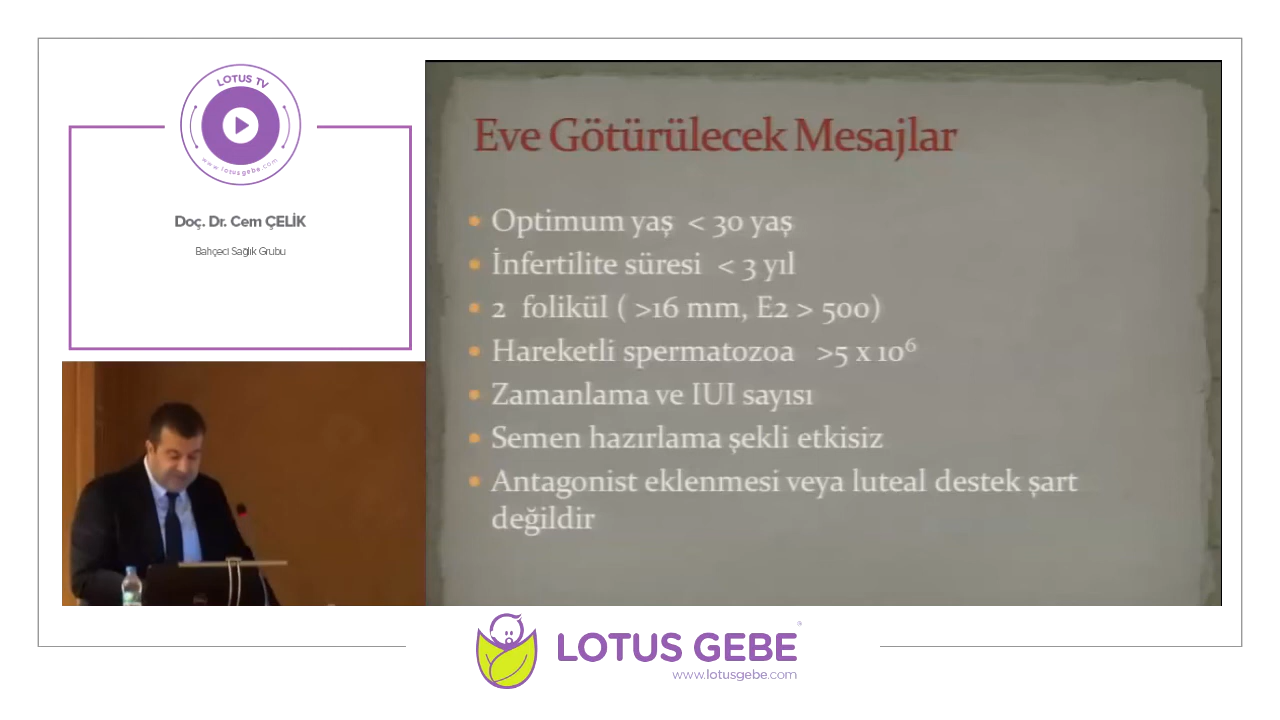 LOTUS TV
www.lotusgebe.com
Doç. Dr. Cem ÇELİK
Bahçeci Sağlık Grubu
Eve Götürülecek Mesajlar
• Optimum yaş < 30 yaş
• İnfertilite süresi < 3 yıl
• 2 folikül ( >16 mm, E2 > 500)
• Hareketli spermatozoa >5 x 10⁶
• Zamanlama ve IUI sayısı
• Semen hazırlama şekli etkisiz
• Antagonist eklenmesi veya luteal destek şart
değildir
LOTUS GEBE
www.lotusgebe.com